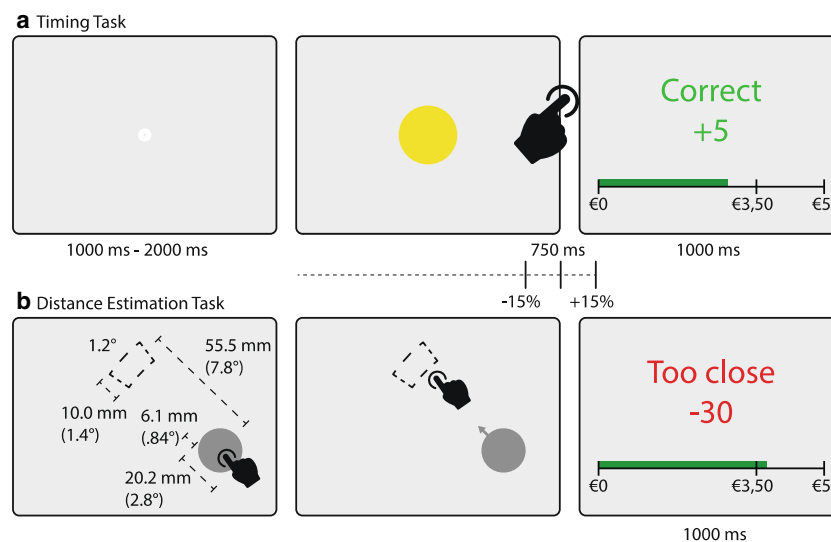 a Timing Task
Correct
+5
€0 €3,50 €5
1000 ms - 2000 ms
750 ms
1000 ms
-15% +15%
b Distance Estimation Task
1.2°
55.5 mm
(7.8°)
10.0 mm
(1.4°)
6.1 mm
(.84°)
20.2 mm
(2.8°)
Too close
-30
€0 €3,50 €5
1000 ms